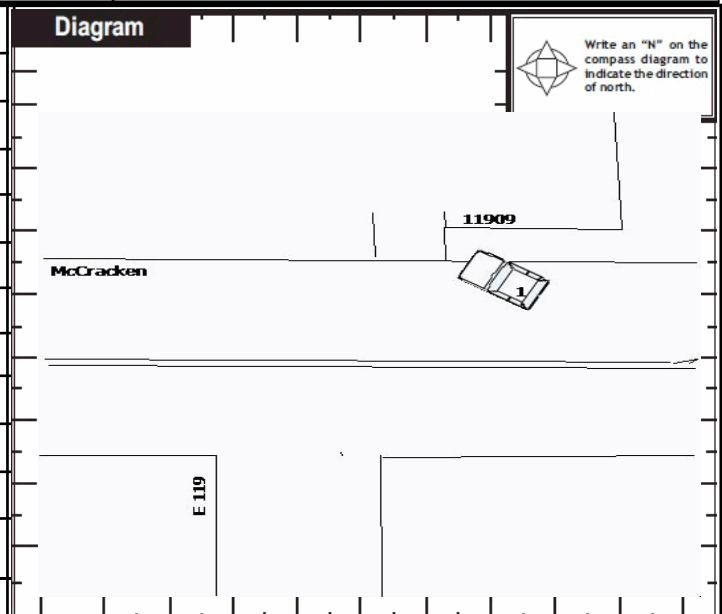 Diagram
Write an “N” on the
compass diagram to
indicate the direction
of north.
11909
McCracken
1
E 119